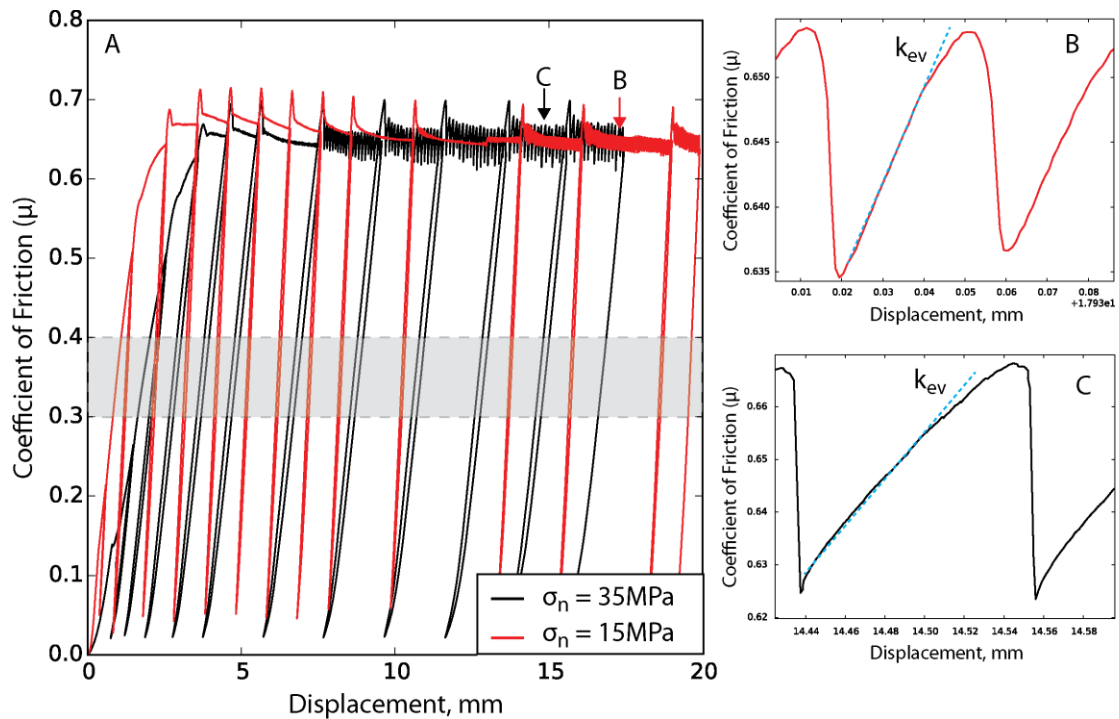 A
0.8
0.7
0.6
0.5
0.4
0.3
0.2
0.1
0.0
Coefficient of Friction (μ)
C
B
σn = 35MPa
σn = 15MPa
0
5
10
15
20
Displacement, mm
B
kev
0.650
0.645
0.640
0.635
Coefficient of Friction (μ)
0.01 0.02 0.03 0.04 0.05 0.06 0.07 0.08
+1.793e1
Displacement, mm
C
kev
0.66
0.65
0.64
0.63
0.62
Coefficient of Friction (μ)
14.44 14.46 14.48 14.50 14.52 14.54 14.56 14.58
Displacement, mm